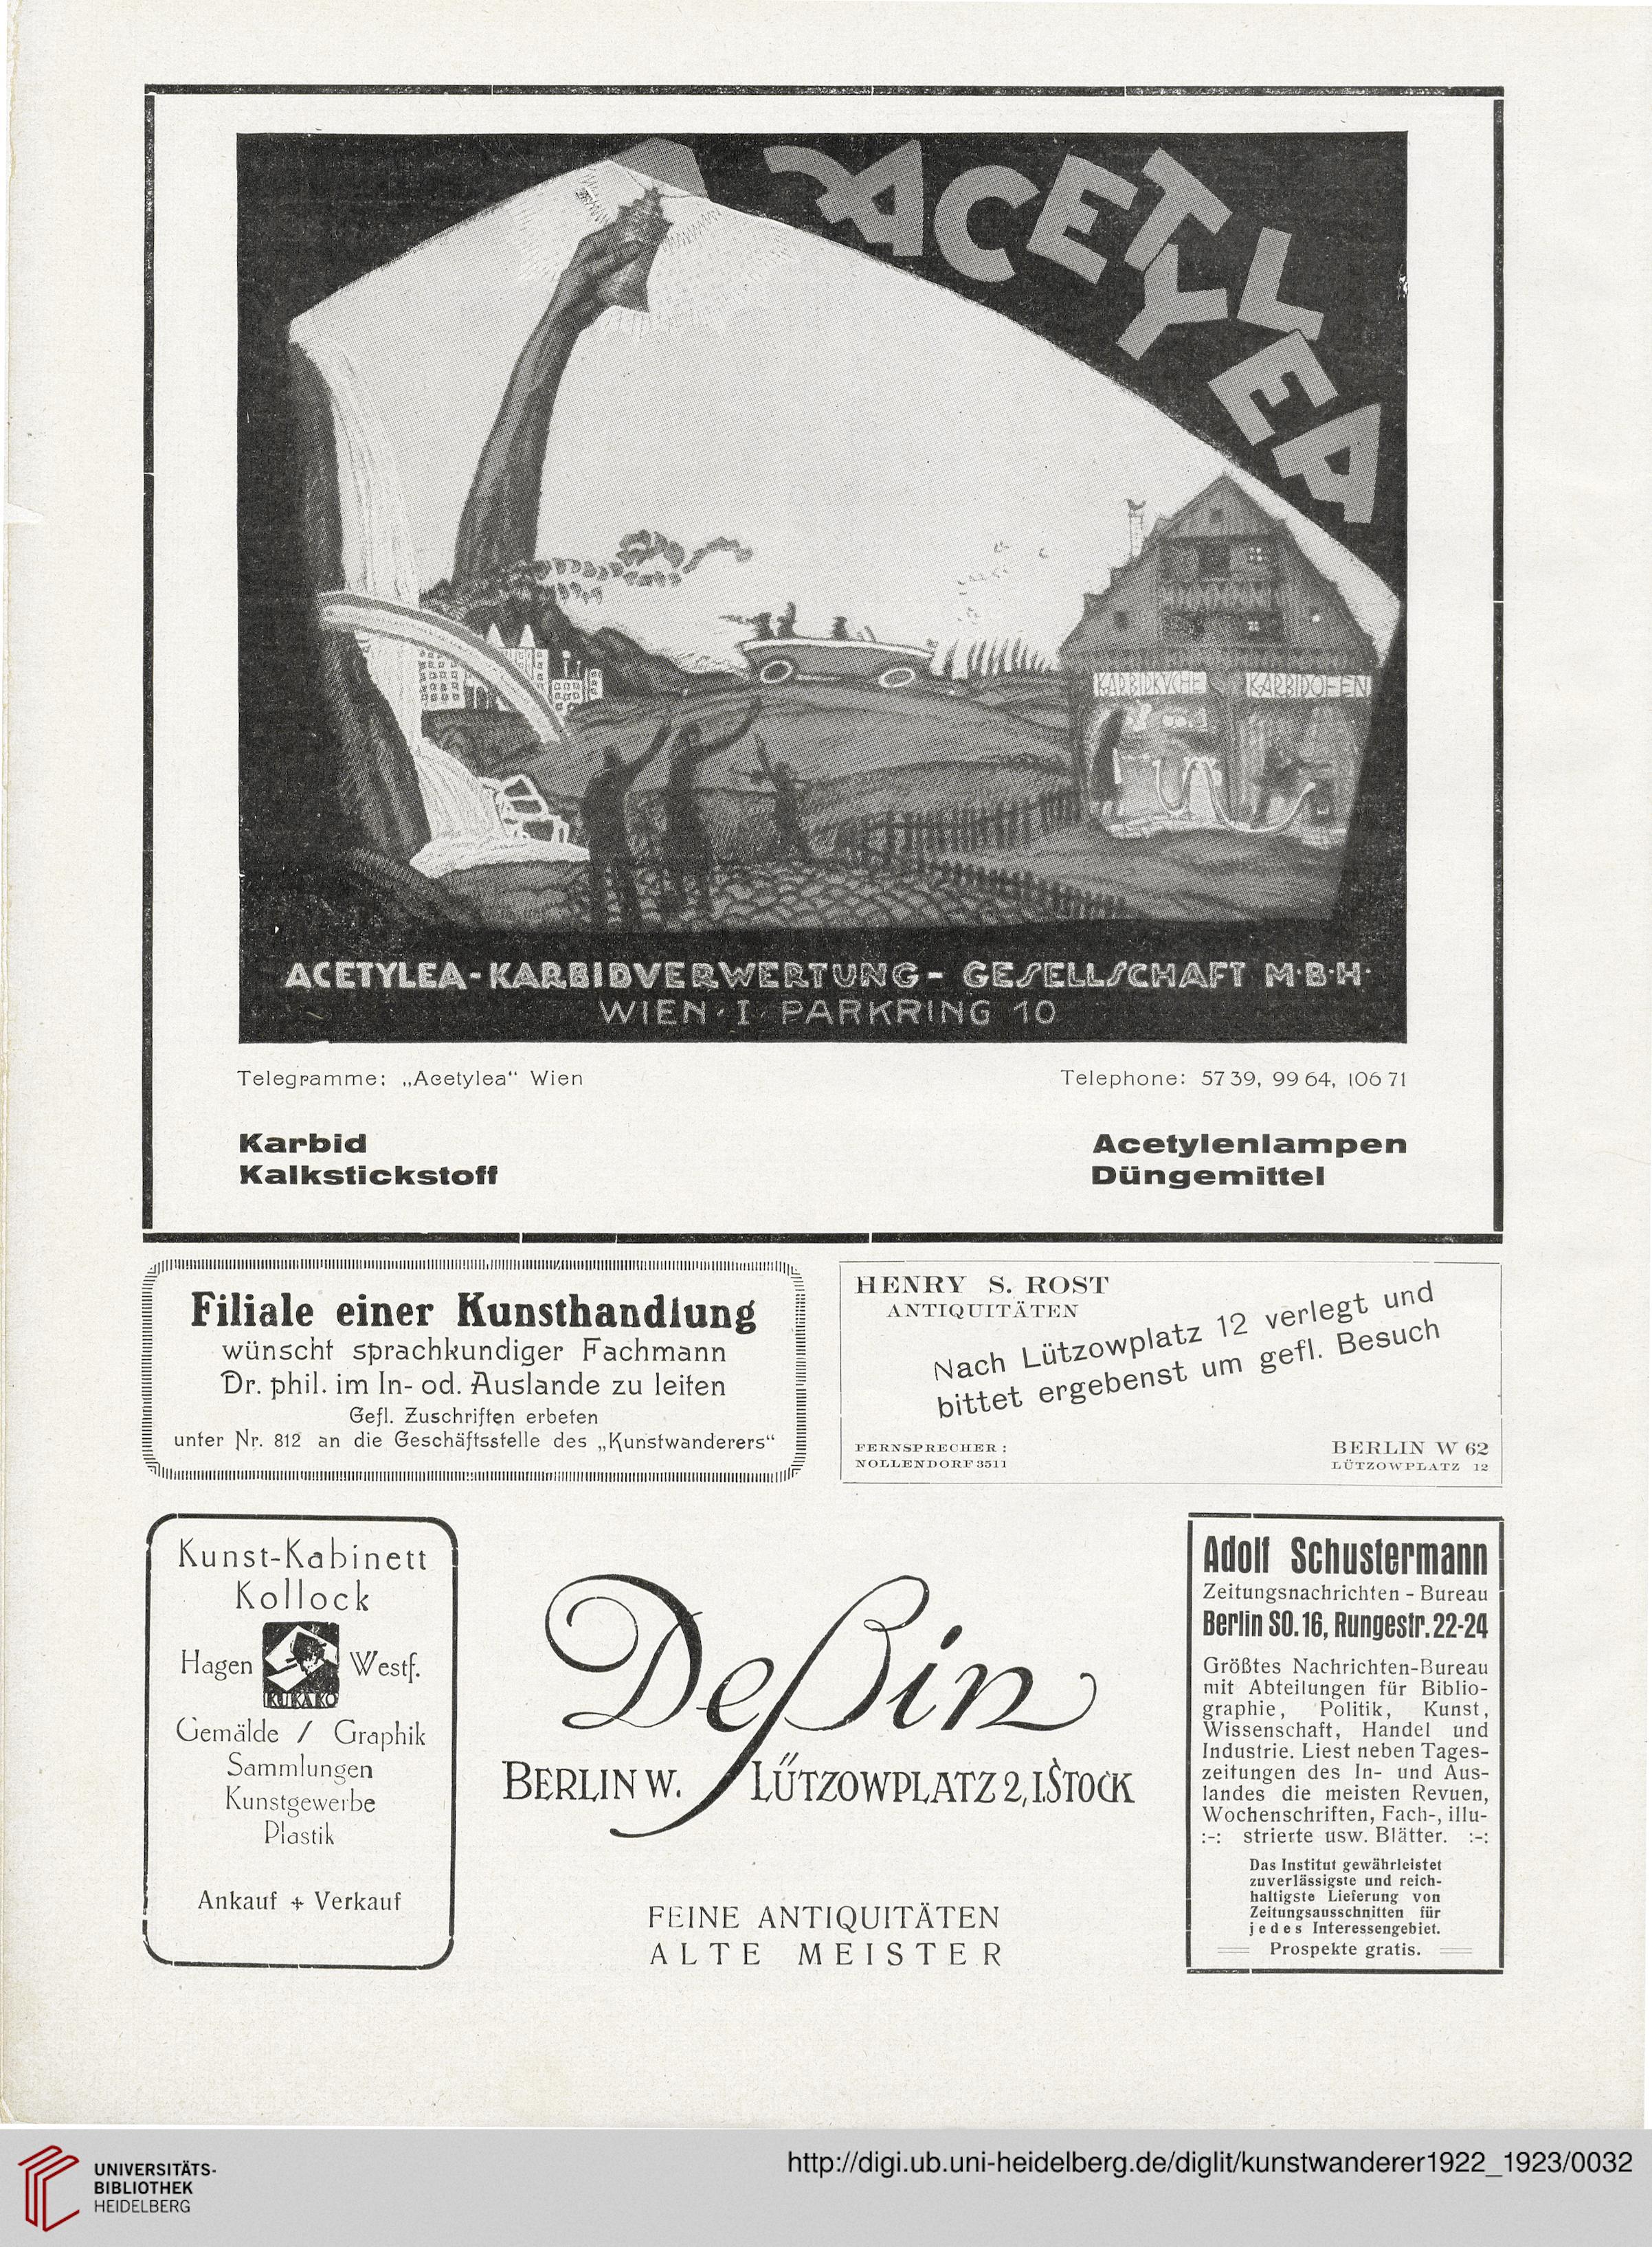 ACETYLEA
KARBIDKÜCHE KARBIDOFEN
ACETYLEA-KARBIDVERWERTUNG-GESELLSCHAFT M·B·H·
WIEN · I · PARKRING 10
Telegramme: „Acetylea“ Wien
Telephone: 57 39, 99 64, 106 71
Karbid
Kalkstickstoff
Acetylenlampen
Düngemittel
Filiale einer Kunsthandlung
wünscht sprachkundiger Fachmann
Dr. phil. im In- od. Auslande zu leiten
Gefl. Zuschriften erbeten
unter Nr. 812 an die Geschäftsstelle des „Kunstwanderers“
HENRY S. ROST
ANTIQUITÄTEN
Nach Lützowplatz 12 verlegt und
bittet ergebenst um gefl. Besuch
FERNSPRECHER:
NOLLENDORF 3511
BERLIN W 62
LÜTZOWPLATZ 12
Kunst-Kabinett
Kollock
Hagen Westf.
KUKAKO
Gemälde / Graphik
Sammlungen
Kunstgewerbe
Plastik
Ankauf + Verkauf
Deßin
BERLIN W. LÜTZOWPLATZ 2, I. STOCK
FEINE ANTIQUITÄTEN
ALTE MEISTER
Adolf Schustermann
Zeitungsnachrichten - Bureau
Berlin SO. 16, Rungestr. 22-24
Größtes Nachrichten-Bureau
mit Abteilungen für Biblio-
graphie, Politik, Kunst,
Wissenschaft, Handel und
Industrie. Liest neben Tages-
zeitungen des In- und Aus-
landes die meisten Revuen,
Wochenschriften, Fach-, illu-
:-: strierte usw. Blätter. :-:
Das Institut gewährleistet
zuverlässigste und reich-
haltigste Lieferung von
Zeitungsausschnitten für
jedes Interessengebiet.
Prospekte gratis.
UNIVERSITÄTS-
BIBLIOTHEK
HEIDELBERG
http://digi.ub.uni-heidelberg.de/diglit/kunstwanderer1922_1923/0032